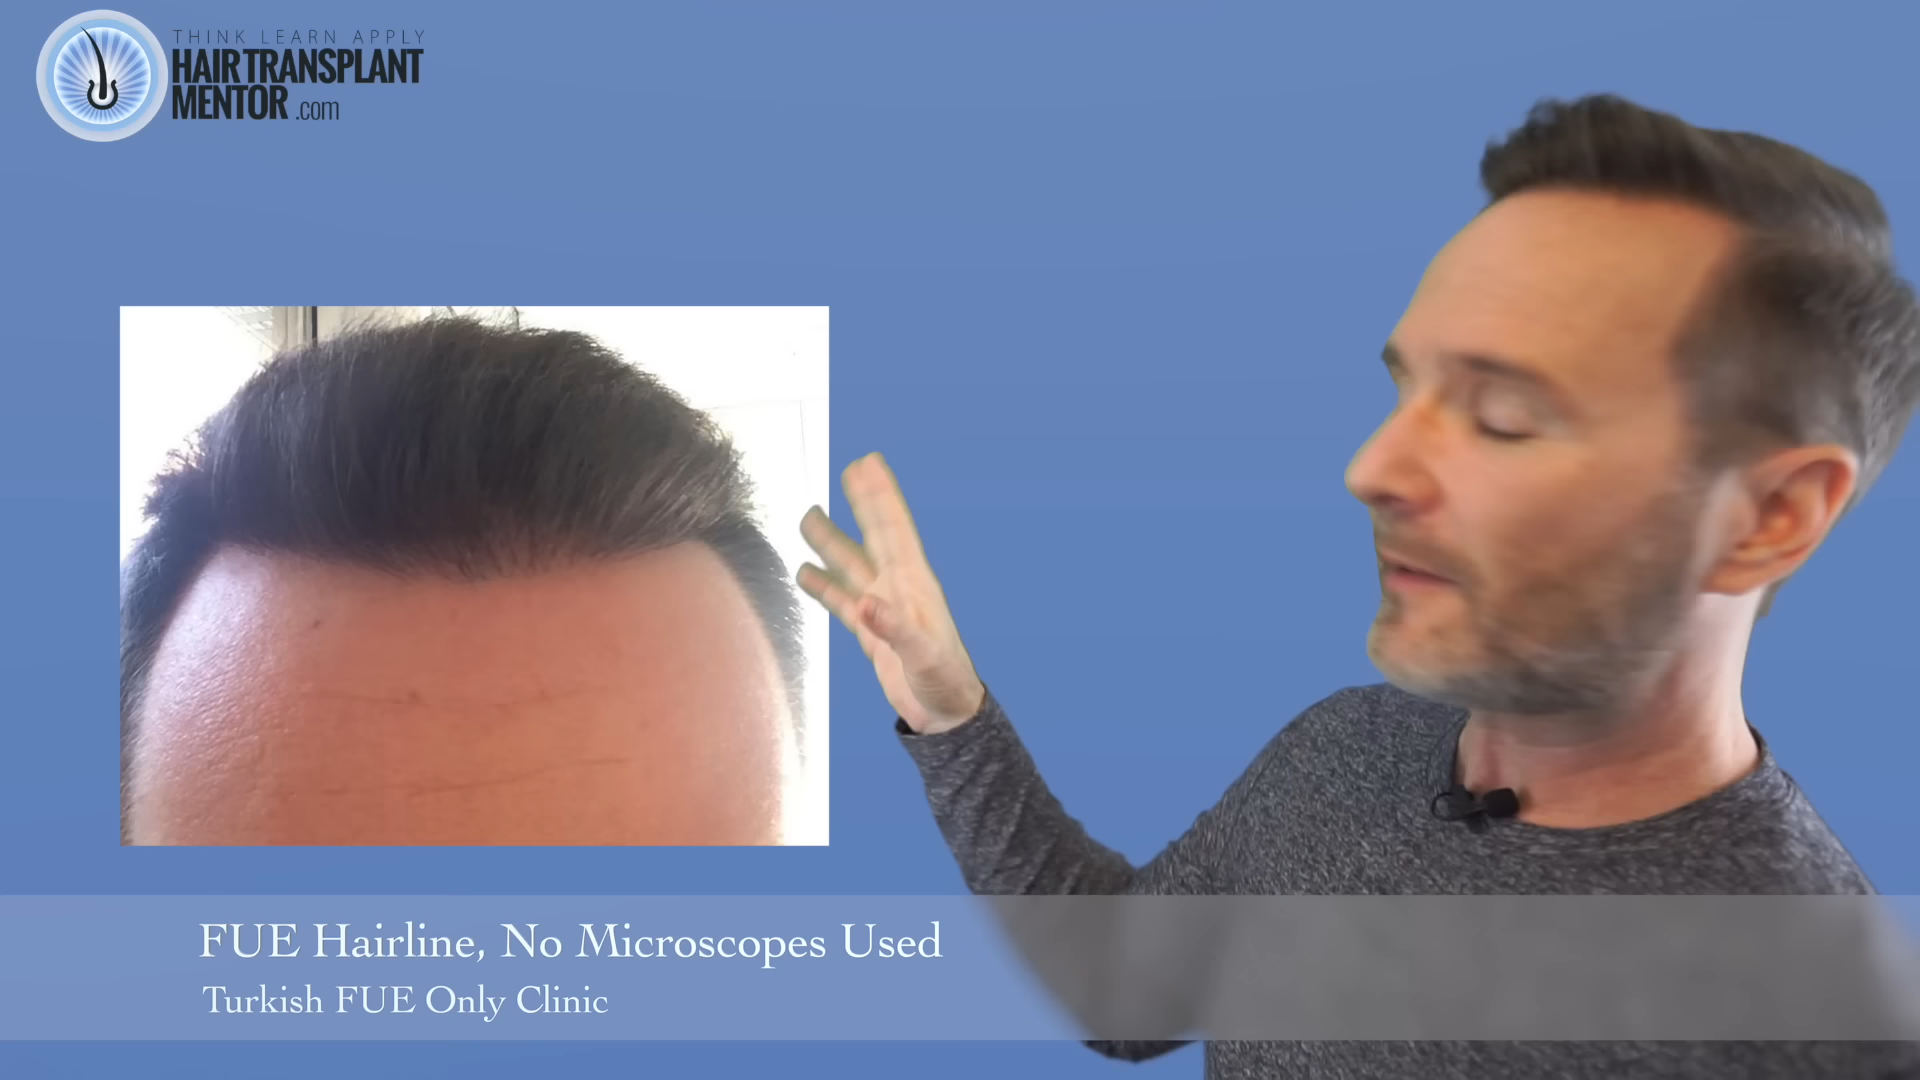 THINK LEARN APPLY
HAIRTRANSPLANT
MENTOR .com
FUE Hairline, No Microscopes Used
Turkish FUE Only Clinic